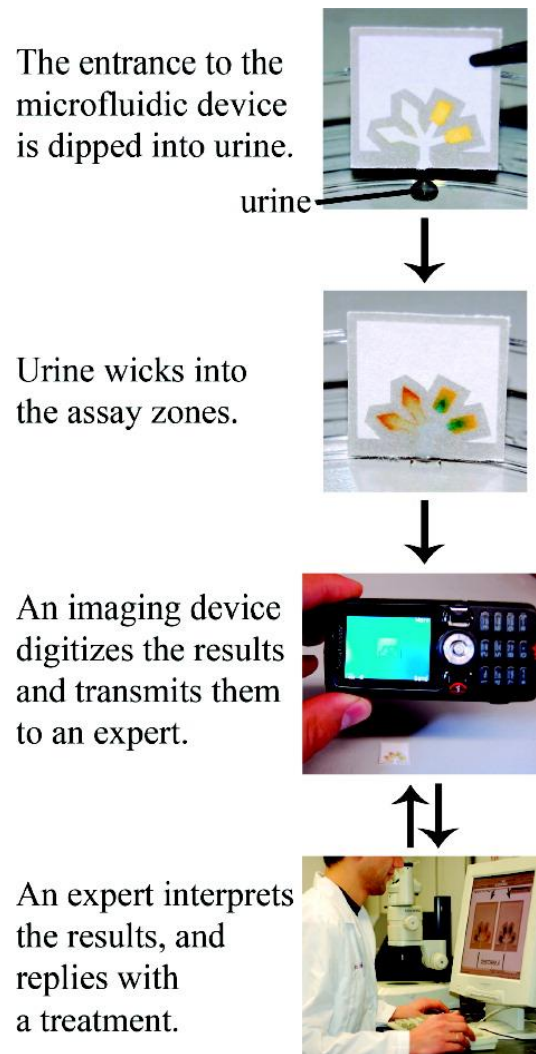 The entrance to the
microfluidic device
is dipped into urine.
urine
Urine wicks into
the assay zones.
An imaging device
digitizes the results
and transmits them
to an expert.
An expert interprets
the results, and
replies with
a treatment.